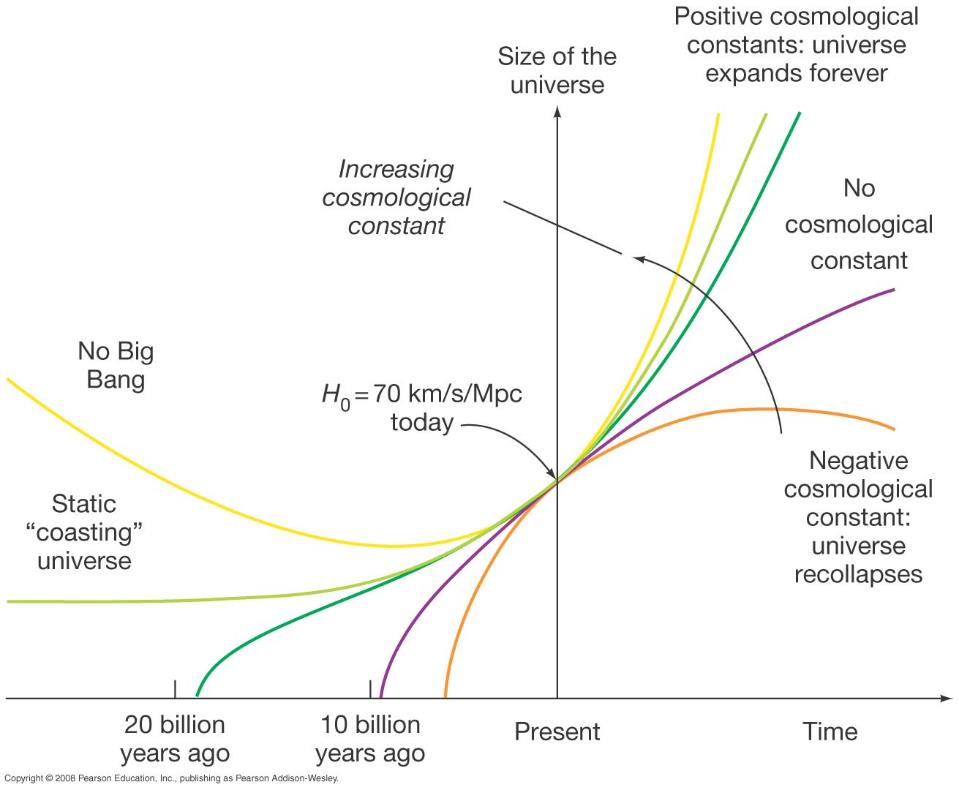 Positive cosmological
constants: universe
expands forever
Size of the
universe
Increasing
cosmological
constant
No
cosmological
constant
No Big
Bang
H0 = 70 km/s/Mpc
today
Static
“coasting”
universe
Negative
cosmological
constant:
universe
recollapses
20 billion
years ago
10 billion
years ago
Present
Time
Copyright © 2008 Pearson Education, Inc., publishing as Pearson Addison-Wesley.